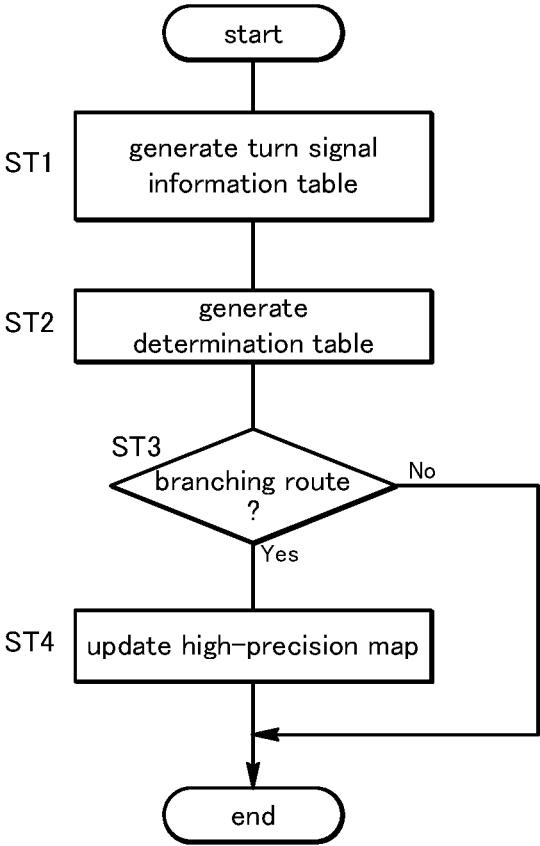 start
ST1
generate turn signal
information table
ST2
generate
determination table
ST3
branching route
?
No
Yes
ST4
update high-precision map
end